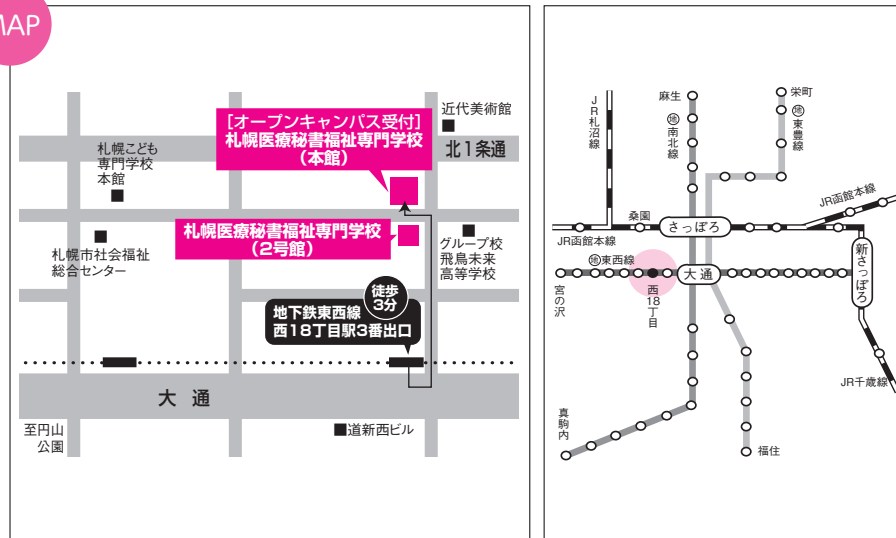 MAP
近代美術館
[オープンキャンパス受付]
札幌医療秘書福祉専門学校
(本館)
北1条通
札幌こども
専門学校
本館
札幌医療秘書福祉専門学校
(2号館)
札幌市社会福祉
総合センター
グループ校
飛鳥未来
高等学校
徒歩
3分
地下鉄東西線
西18丁目駅3番出口
大 通
至円山
公園
道新西ビル
JR札沼線
麻生
地南北線
栄町
地東豊線
JR函館本線
桑園
さっぽろ
JR函館本線
地東西線
大通
新さっぽろ
宮の沢
西18丁目
JR千歳線
真駒内
福住